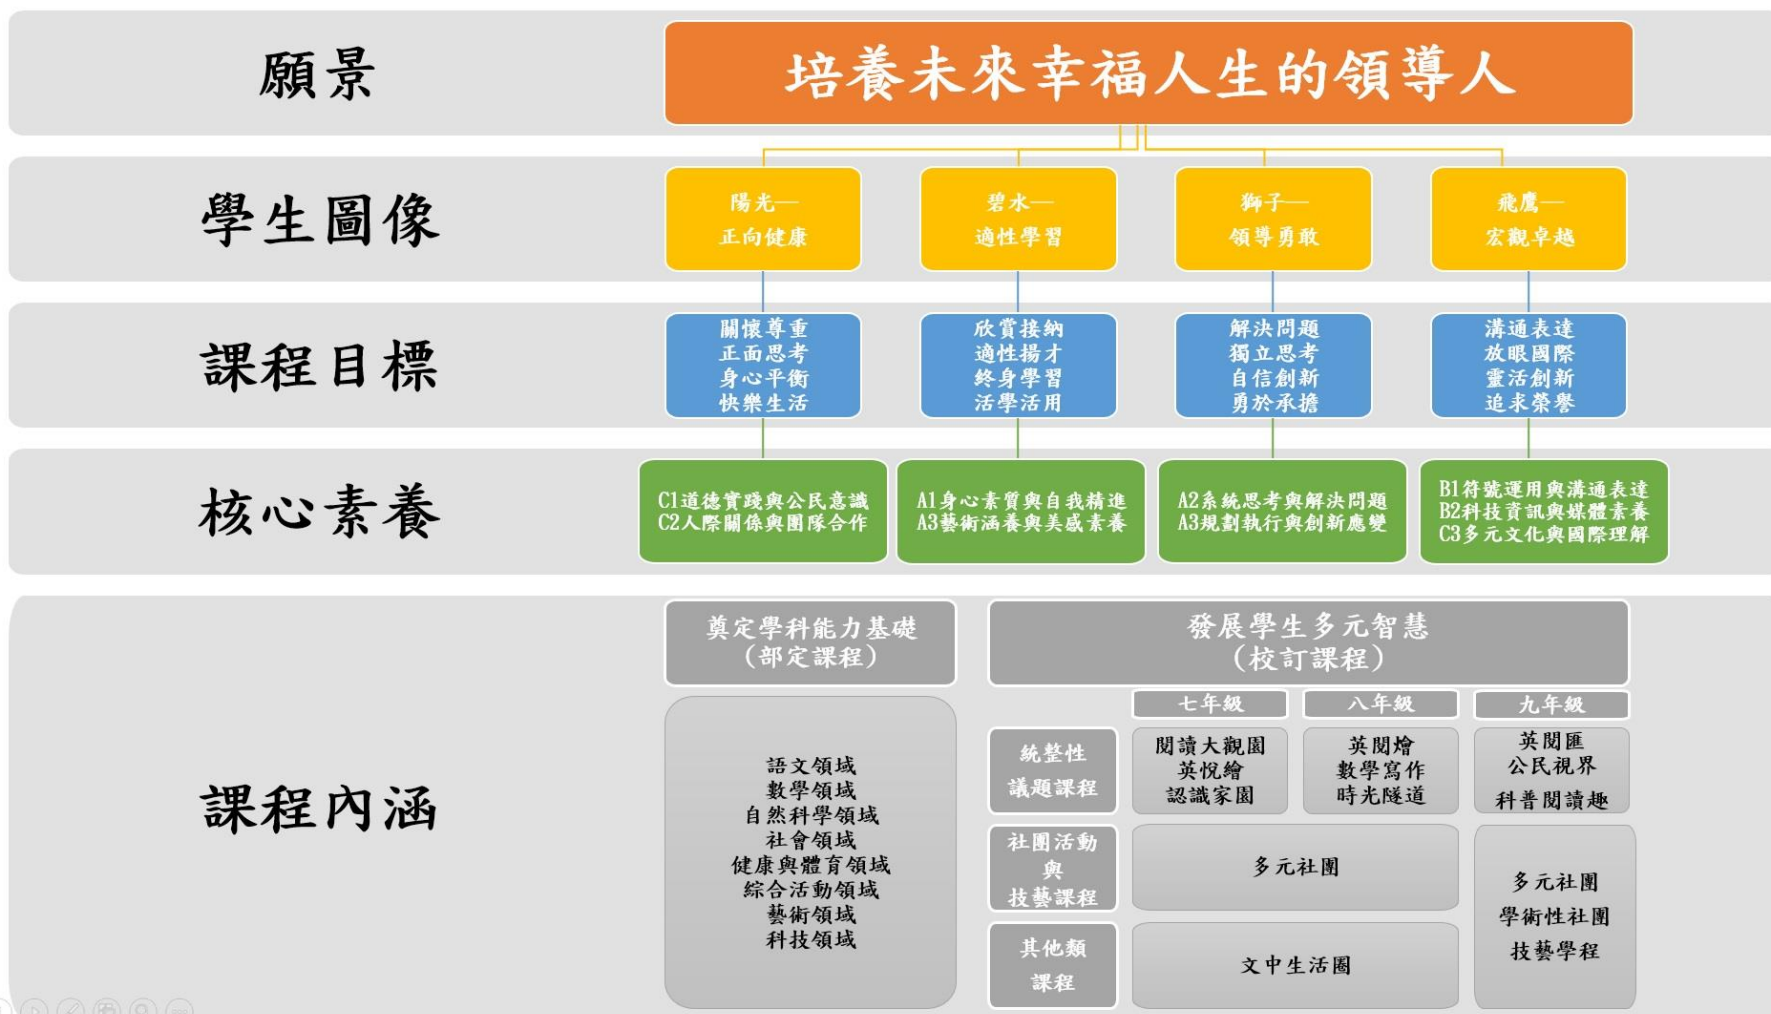 願景
培養未來幸福人生的領導人
學生圖像
陽光—
正向健康
碧水—
適性學習
獅子—
領導勇敢
飛鷹—
宏觀卓越
課程目標
關懷尊重
正面思考
身心平衡
快樂生活
欣賞接納
適性揚才
終身學習
活學活用
解決問題
獨立思考
自信創新
勇於承擔
溝通表達
放眼國際
靈活創新
追求榮譽
核心素養
C1道德實踐與公民意識
C2人際關係與團隊合作
A1身心素質與自我精進
A3藝術涵養與美感素養
A2系統思考與解決問題
A3規劃執行與創新應變
B1符號運用與溝通表達
B2科技資訊與媒體素養
C3多元文化與國際理解
課程內涵
奠定學科能力基礎
(部定課程)
語文領域
數學領域
自然科學領域
社會領域
健康與體育領域
綜合活動領域
藝術領域
科技領域
發展學生多元智慧
(校訂課程)
七年級
八年級
九年級
統整性
議題課程
閱讀大觀園
英悅繪
認識家園
英閱燴
數學寫作
時光隧道
英閱匯
公民視界
科普閱讀趣
社團活動
與
技藝課程
多元社團
多元社團
學術性社團
技藝學程
其他類
課程
文中生活圈